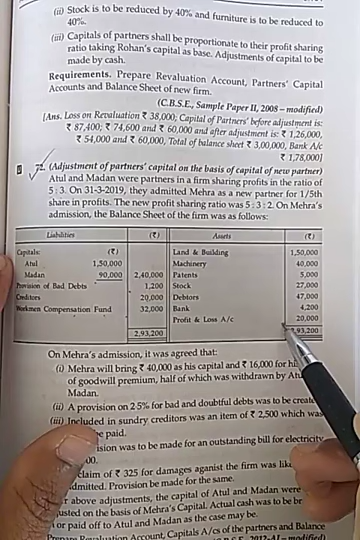 (ii) Stock is to be reduced by 40% and furniture is to be reduced to
40%.
(iii) Capitals of partners shall be proportionate to their profit sharing
ratio taking Rohan's capital as base. Adjustments of capital to be
made by cash.
Requirements. Prepare Revaluation Account, Partners' Capital
Accounts and Balance Sheet of new firm.
(C.B.S.E., Sample Paper II, 2008 – modified)
[Ans. Loss on Revaluation ₹ 38,000; Capital of Partners' before adjustment is:
₹ 87,400; ₹ 74,600 and ₹ 60,000 and after adjustment is: ₹ 1,26,000,
₹ 54,000 and ₹ 60,000, Total of balance sheet ₹ 3,00,000, Bank A/c
₹ 1,78,000]
72. (Adjustment of partners' capital on the basis of capital of new partner)
Atul and Madan were partners in a firm sharing profits in the ratio of
5 : 3. On 31-3-2019, they admitted Mehra as a new partner for 1/5th
share in profits. The new profit sharing ratio was 5 : 3 : 2. On Mehra's
admission, the Balance Sheet of the firm was as follows:
Liabilities (₹) Assets (₹)
Capitals: (₹) Land & Building 1,50,000
Atul 1,50,000 Machinery 40,000
Madan 90,000 2,40,000 Patents 5,000
Provision of Bad Debts 1,200 Stock 27,000
Creditors 20,000 Debtors 47,000
Workmen Compensation Fund 32,000 Bank 4,200
Profit & Loss A/c 20,000
2,93,200 2,93,200
On Mehra's admission, it was agreed that:
(i) Mehra will bring ₹ 40,000 as his capital and ₹ 16,000 for
of goodwill premium, half of which was withdrawn by
Madan.
(ii) A provision on 2·5% for bad and doubtful debts was to be
(iii) Included in sundry creditors was an item of ₹ 2,500 which was
be paid.
was to be made for an outstanding bill for electricity
claim of ₹ 325 for damages aganist the firm was
Provision to be made for the same.
above adjustments, the capital of Atul and Madan were
on the basis of Mehra's Capital. Actual cash was to be
or paid off to Atul and Madan as the case may be.
Prepare Revaluation Account, Capitals A/cs of the partners and Balance
2012-AI – modified)